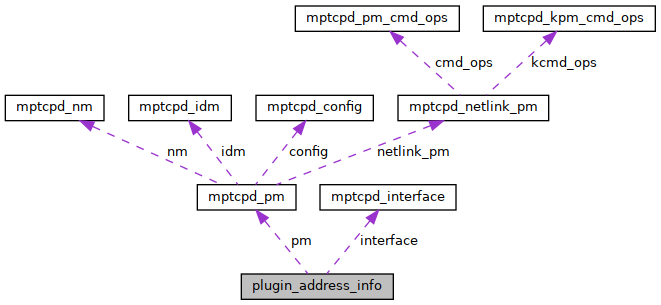 mptcpd_pm_cmd_ops
mptcpd_kpm_cmd_ops
cmd_ops
kcmd_ops
mptcpd_nm
mptcpd_idm
mptcpd_config
mptcpd_netlink_pm
nm
idm
config
netlink_pm
mptcpd_pm
mptcpd_interface
pm
interface
plugin_address_info